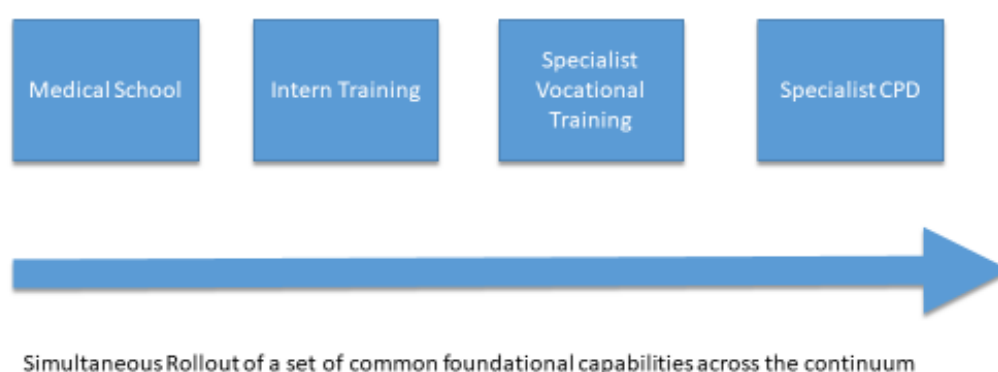 Medical School
Intern Training
Specialist
Vocational
Training
Specialist CPD
Simultaneous Rollout of a set of common foundational capabilities across the continuum